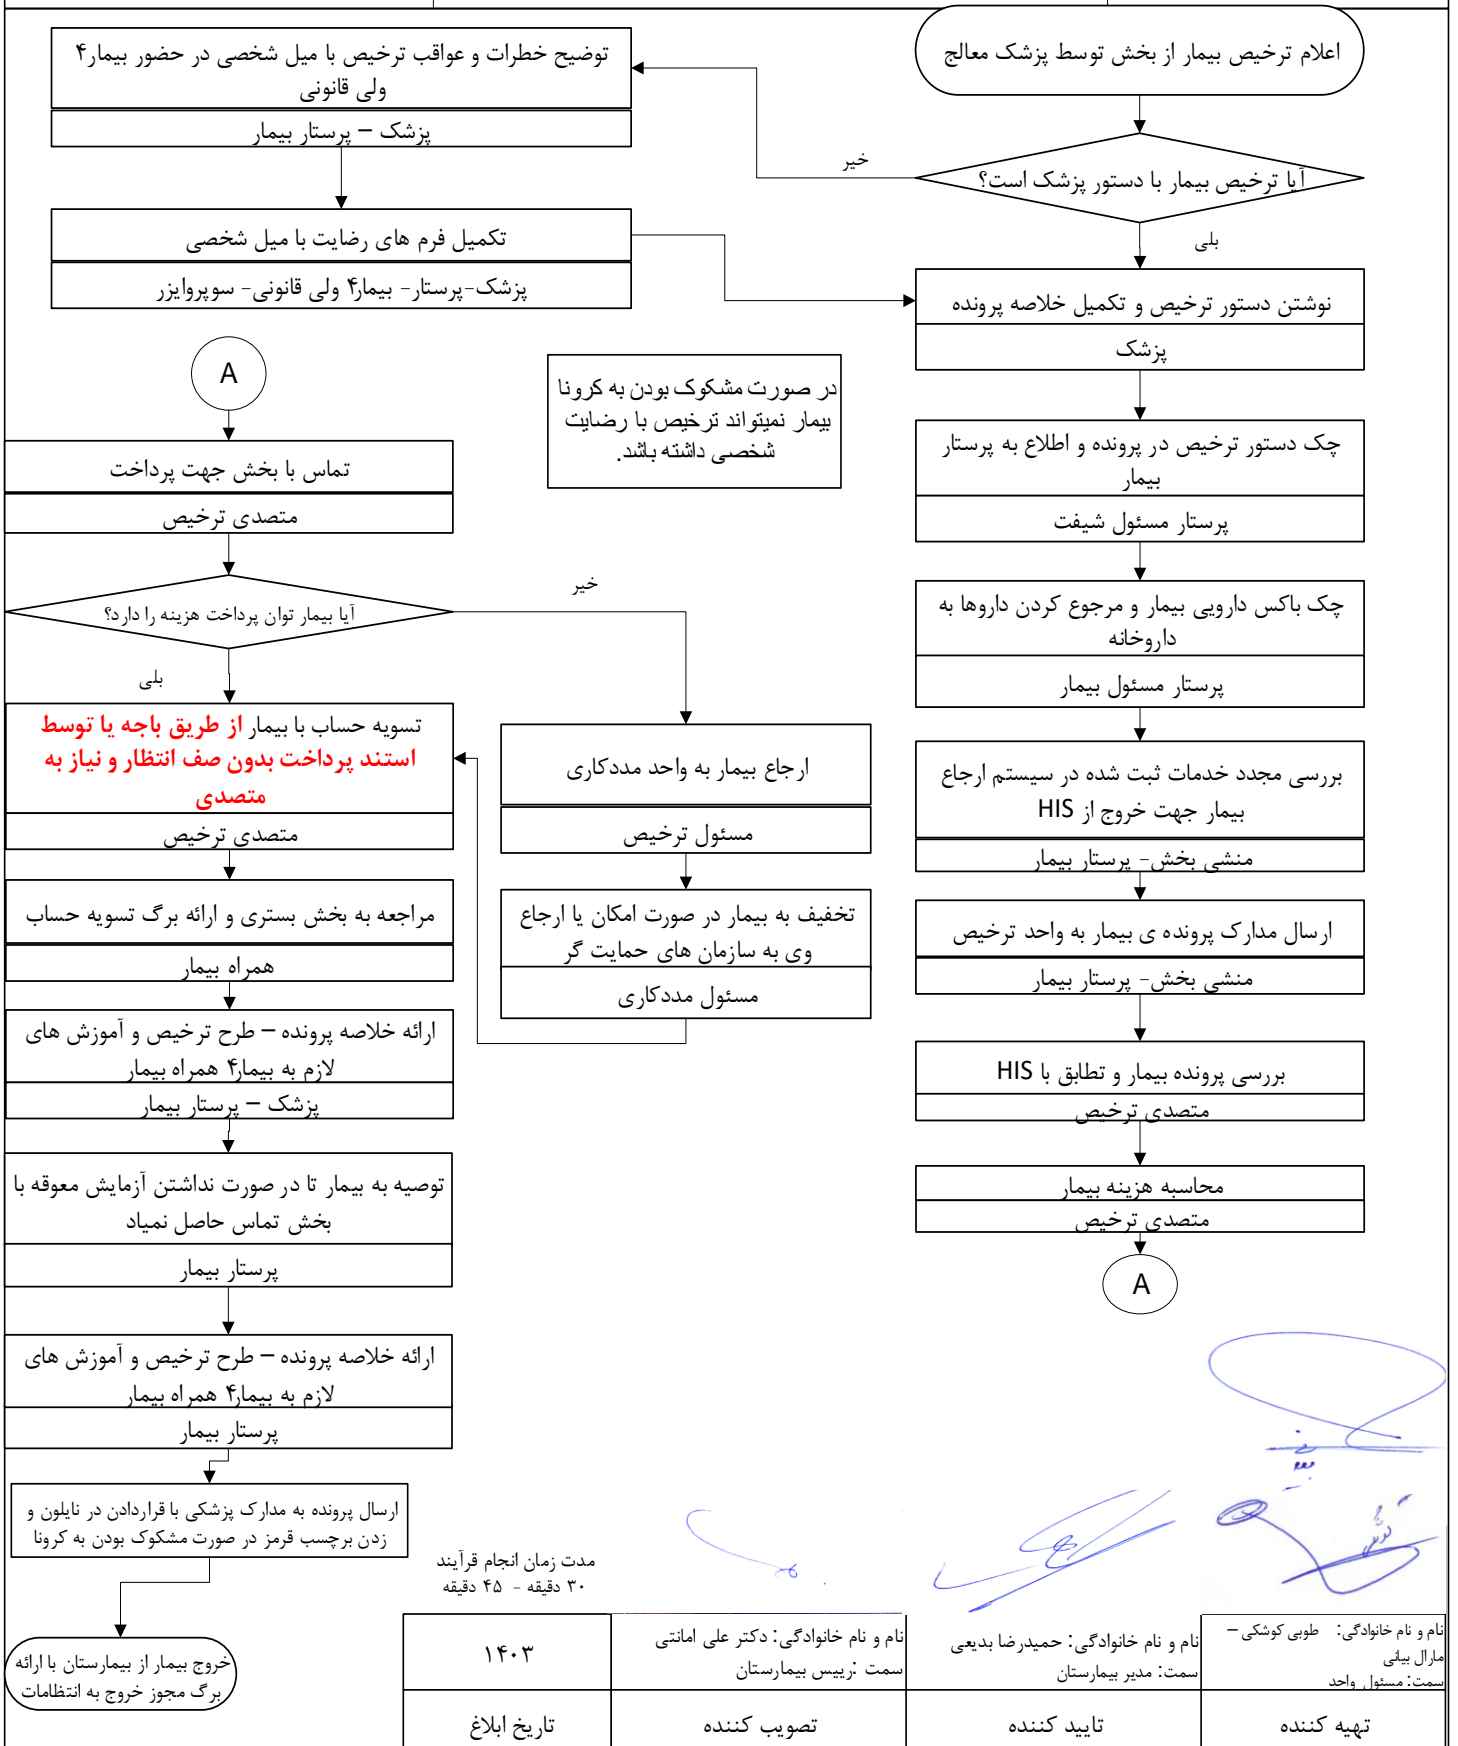 اعلام ترخیص بیمار از بخش توسط پزشک معالج
آیا ترخیص بیمار با دستور پزشک است؟
خیر
بلی
توضیح خطرات و عواقب ترخیص با میل شخصی در حضور بیمار۴
ولی قانونی
پزشک – پرستار بیمار
تکمیل فرم های رضایت با میل شخصی
پزشک-پرستار- بیمار۴ ولی قانونی- سوپروایزر
نوشتن دستور ترخیص و تکمیل خلاصه پرونده
پزشک
در صورت مشکوک بودن به کرونا
بیمار نمیتواند ترخیص با رضایت
شخصی داشته باشد.
چک دستور ترخیص در پرونده و اطلاع به پرستار
بیمار
پرستار مسئول شیفت
چک باکس دارویی بیمار و مرجوع کردن داروها به
داروخانه
پرستار مسئول بیمار
بررسی مجدد خدمات ثبت شده در سیستم ارجاع
بیمار جهت خروج از HIS
منشی بخش- پرستار بیمار
ارسال مدارک پرونده ی بیمار به واحد ترخیص
منشی بخش- پرستار بیمار
بررسی پرونده بیمار و تطابق با HIS
متصدی ترخیص
محاسبه هزینه بیمار
متصدی ترخیص
A
A
تماس با بخش جهت پرداخت
متصدی ترخیص
آیا بیمار توان پرداخت هزینه را دارد؟
خیر
بلی
ارجاع بیمار به واحد مددکاری
مسئول ترخیص
تخفیف به بیمار در صورت امکان یا ارجاع
وی به سازمان های حمایت گر
مسئول مددکاری
تسویه حساب با بیمار از طریق باجه یا توسط
استند پرداخت بدون صف انتظار و نیاز به
متصدی
متصدی ترخیص
مراجعه به بخش بستری و ارائه برگ تسویه حساب
همراه بیمار
ارائه خلاصه پرونده – طرح ترخیص و آموزش های
لازم به بیمار۴ همراه بیمار
پزشک – پرستار بیمار
توصیه به بیمار تا در صورت نداشتن آزمایش معوقه با
بخش تماس حاصل نمیاد
پرستار بیمار
ارائه خلاصه پرونده – طرح ترخیص و آموزش های
لازم به بیمار۴ همراه بیمار
پرستار بیمار
ارسال پرونده به مدارک پزشکی با قراردادن در نایلون و
زدن برچسب قرمز در صورت مشکوک بودن به کرونا
خروج بیمار از بیمارستان با ارائه
برگ مجوز خروج به انتظامات
مدت زمان انجام فرآیند
۳۰ دقیقه - ۴۵ دقیقه
نام و نام خانوادگی: طوبی کوشکی –
مارال بیانی
سمت: مسئول واحد
نام و نام خانوادگی: حمیدرضا بدیعی
سمت: مدیر بیمارستان
نام و نام خانوادگی: دکتر علی امانتی
سمت :رییس بیمارستان
۱۴۰۳
تهیه کننده
تایید کننده
تصویب کننده
تاریخ ابلاغ